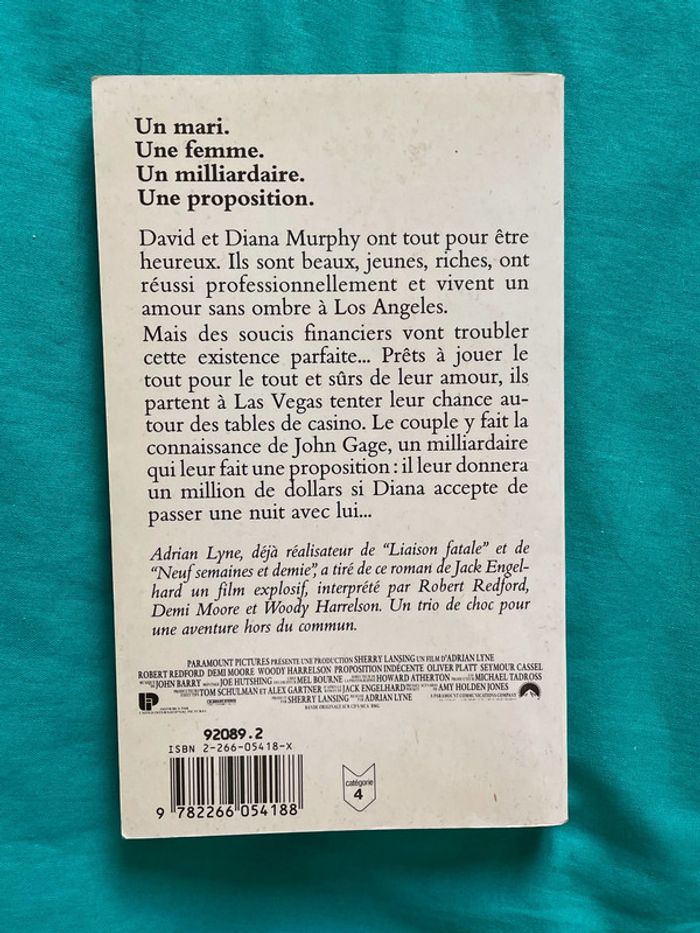 Un mari.
Une femme.
Un milliardaire.
Une proposition.
David et Diana Murphy ont tout pour être
heureux. Ils sont beaux, jeunes, riches, ont
réussi professionnellement et vivent un
amour sans ombre à Los Angeles.
Mais des soucis financiers vont troubler
cette existence parfaite... Prêts à jouer le
tout pour le tout et sûrs de leur amour, ils
partent à Las Vegas tenter leur chance au-
tour des tables de casino. Le couple y fait la
connaissance de John Gage, un milliardaire
qui leur fait une proposition : il leur donnera
un million de dollars si Diana accepte de
passer une nuit avec lui...
Adrian Lyne, déjà réalisateur de “Liaison fatale” et de
“Neuf semaines et demie”, a tiré de ce roman de Jack Engel-
hard un film explosif, interprété par Robert Redford,
Demi Moore et Woody Harrelson. Un trio de choc pour
une aventure hors du commun.
PARAMOUNT PICTURES PRÉSENTE UNE PRODUCTION SHERRY LANSING UN FILM D'ADRIAN LYNE
ROBERT REDFORD DEMI MOORE WOODY HARRELSON PROPOSITION INDÉCENTE OLIVER PLATT SEYMOUR CASSEL
JOHN BARRY JOE HUTSHING MEL BOURNE HOWARD ATHERTON MICHAEL TADROSS
TOM SCHULMAN ET ALEX GARTNER JACK ENGELHARD AMY HOLDEN JONES
SHERRY LANSING ADRIAN LYNE
92089.2
ISBN 2-266-05418-X
9 782266 054188
catégorie
4